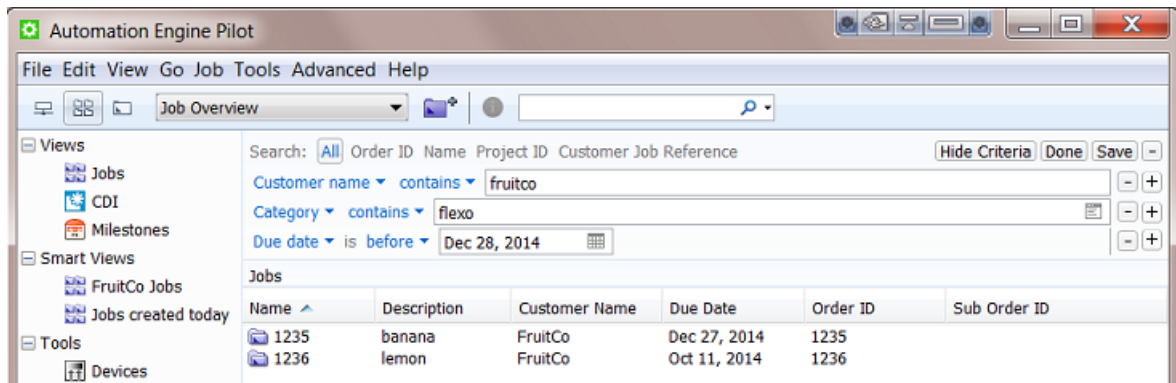 Automation Engine Pilot
File Edit View Go Job Tools Advanced Help
Job Overview
Views
Jobs
CDI
Milestones
Smart Views
FruitCo Jobs
Jobs created today
Tools
Devices
Search: All Order ID Name Project ID Customer Job Reference Hide Criteria Done Save
Customer name contains fruitco
Category contains flexo
Due date is before Dec 28, 2014
Jobs
Name Description Customer Name Due Date Order ID Sub Order ID
1235 banana FruitCo Dec 27, 2014 1235
1236 lemon FruitCo Oct 11, 2014 1236